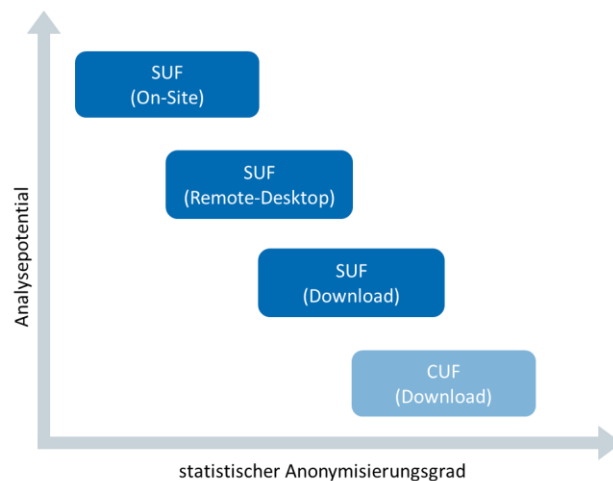 SUF
(On-Site)
SUF
(Remote-Desktop)
SUF
(Download)
CUF
(Download)
Analysepotential
statistischer Anonymisierungsgrad